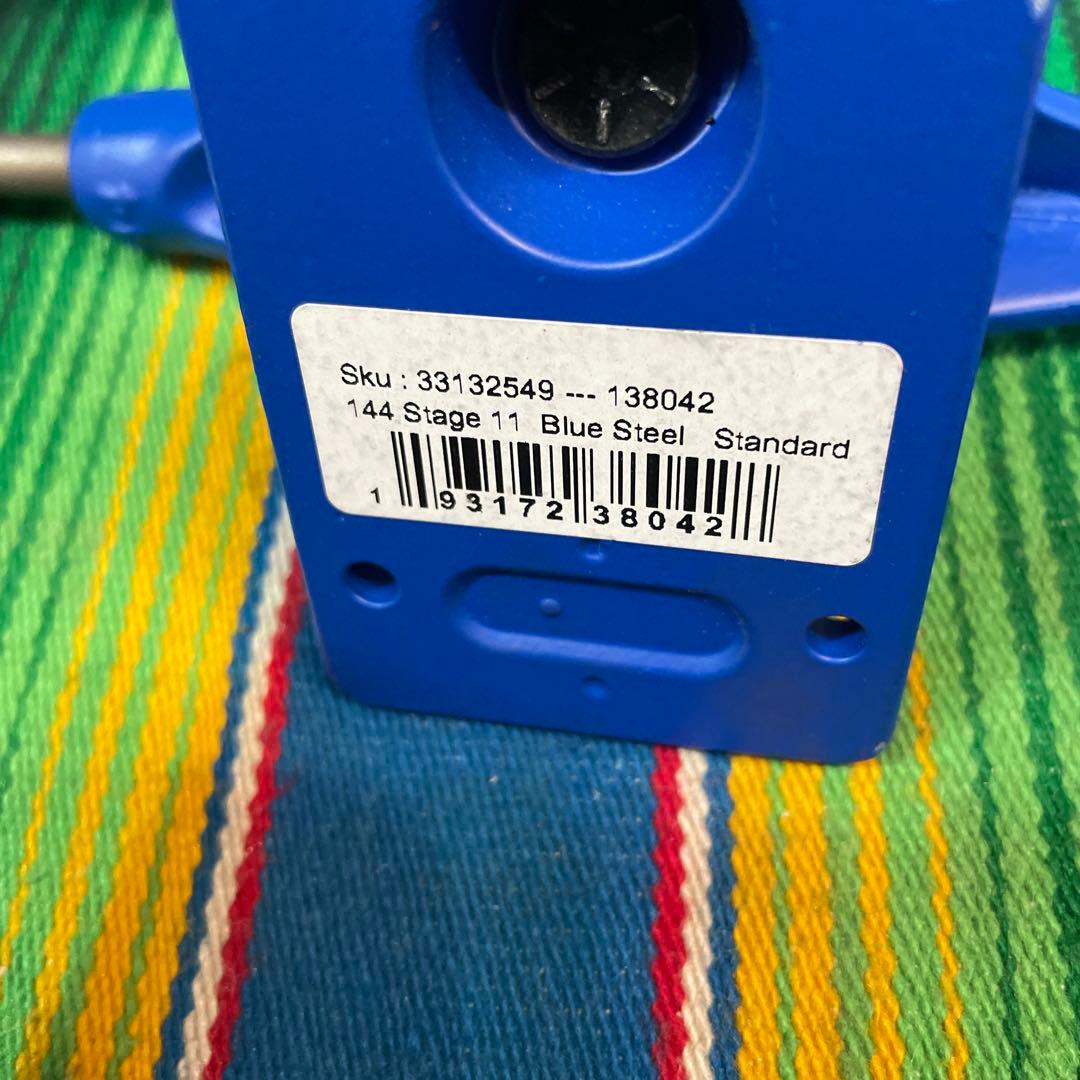 Sku : 33132549 --- 138042
144 Stage 11 Blue Steel Standard
1 93172 38042